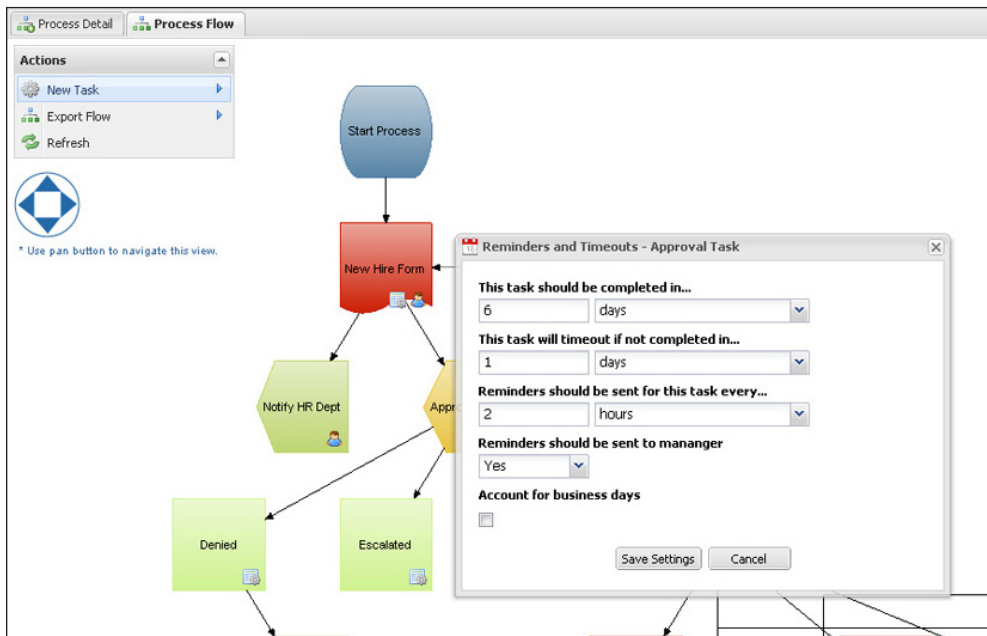 Process Detail
Process Flow
Actions
New Task
Export Flow
Refresh
* Use pan button to navigate this view.
Start Process
New Hire Form
Notify HR Dept
Denied
Escalated
Reminders and Timeouts - Approval Task
This task should be completed in...
6 days
This task will timeout if not completed in...
1 days
Reminders should be sent for this task every...
2 hours
Reminders should be sent to mananger
Yes
Account for business days
Save Settings Cancel